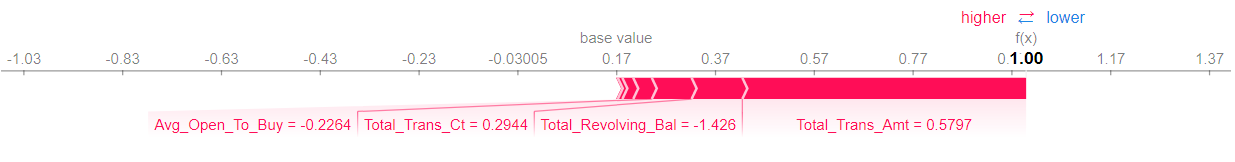 higher ⇄ lower
base value f(x)
-1.03 -0.83 -0.63 -0.43 -0.23 -0.03005 0.17 0.37 0.57 0.77 1.00 1.17 1.37
Avg_Open_To_Buy = -0.2264 Total_Trans_Ct = 0.2944 Total_Revolving_Bal = -1.426 Total_Trans_Amt = 0.5797